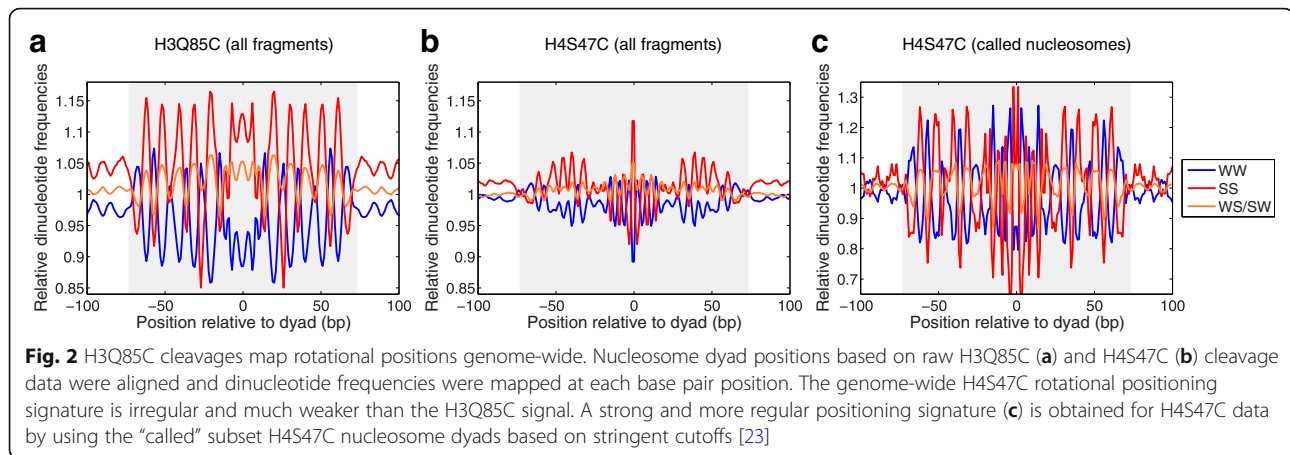 a
H3Q85C (all fragments)
Relative dinucleotide frequencies
1.15
1.1
1.05
1
0.95
0.9
0.85
−100
−50
0
50
100
Position relative to dyad (bp)
b
H4S47C (all fragments)
Relative dinucleotide frequencies
1.15
1.1
1.05
1
0.95
0.9
0.85
−100
−50
0
50
100
Position relative to dyad (bp)
c
H4S47C (called nucleosomes)
Relative dinucleotide frequencies
1.3
1.2
1.1
1
0.9
0.8
0.7
−100
−50
0
50
100
Position relative to dyad (bp)
WW
SS
WS/SW
Fig. 2 H3Q85C cleavages map rotational positions genome-wide. Nucleosome dyad positions based on raw H3Q85C (a) and H4S47C (b) cleavage
data were aligned and dinucleotide frequencies were mapped at each base pair position. The genome-wide H4S47C rotational positioning
signature is irregular and much weaker than the H3Q85C signal. A strong and more regular positioning signature (c) is obtained for H4S47C data
by using the “called” subset H4S47C nucleosome dyads based on stringent cutoffs [23]